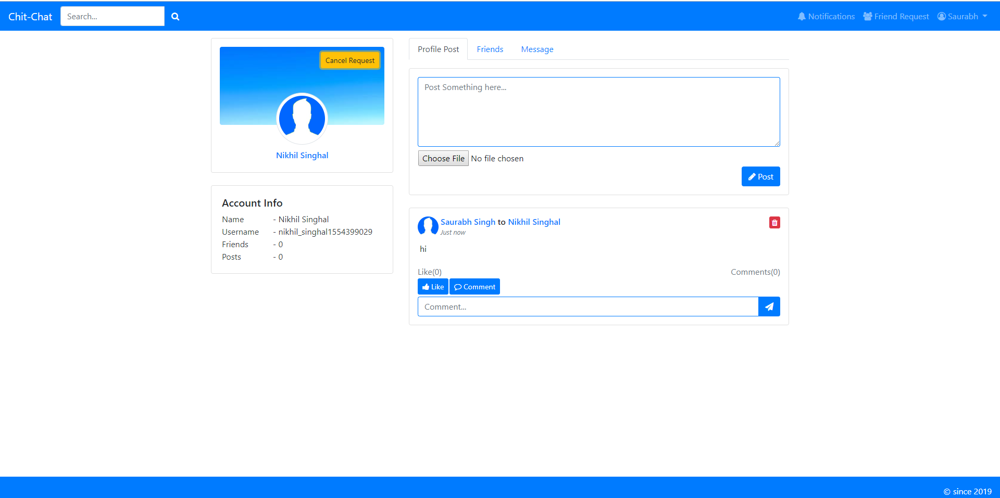 Chit-Chat Search... Notifications Friend Request Saurabh
Cancel Request
Nikhil Singhal
Account Info
Name - Nikhil Singhal
Username - nikhil_singhal1554399029
Friends - 0
Posts - 0
Profile Post Friends Message
Post Something here...
Choose File No file chosen
Post
Saurabh Singh to Nikhil Singhal
Just now
hi
Like(0) Comments(0)
Like Comment
Comment...
© since 2019